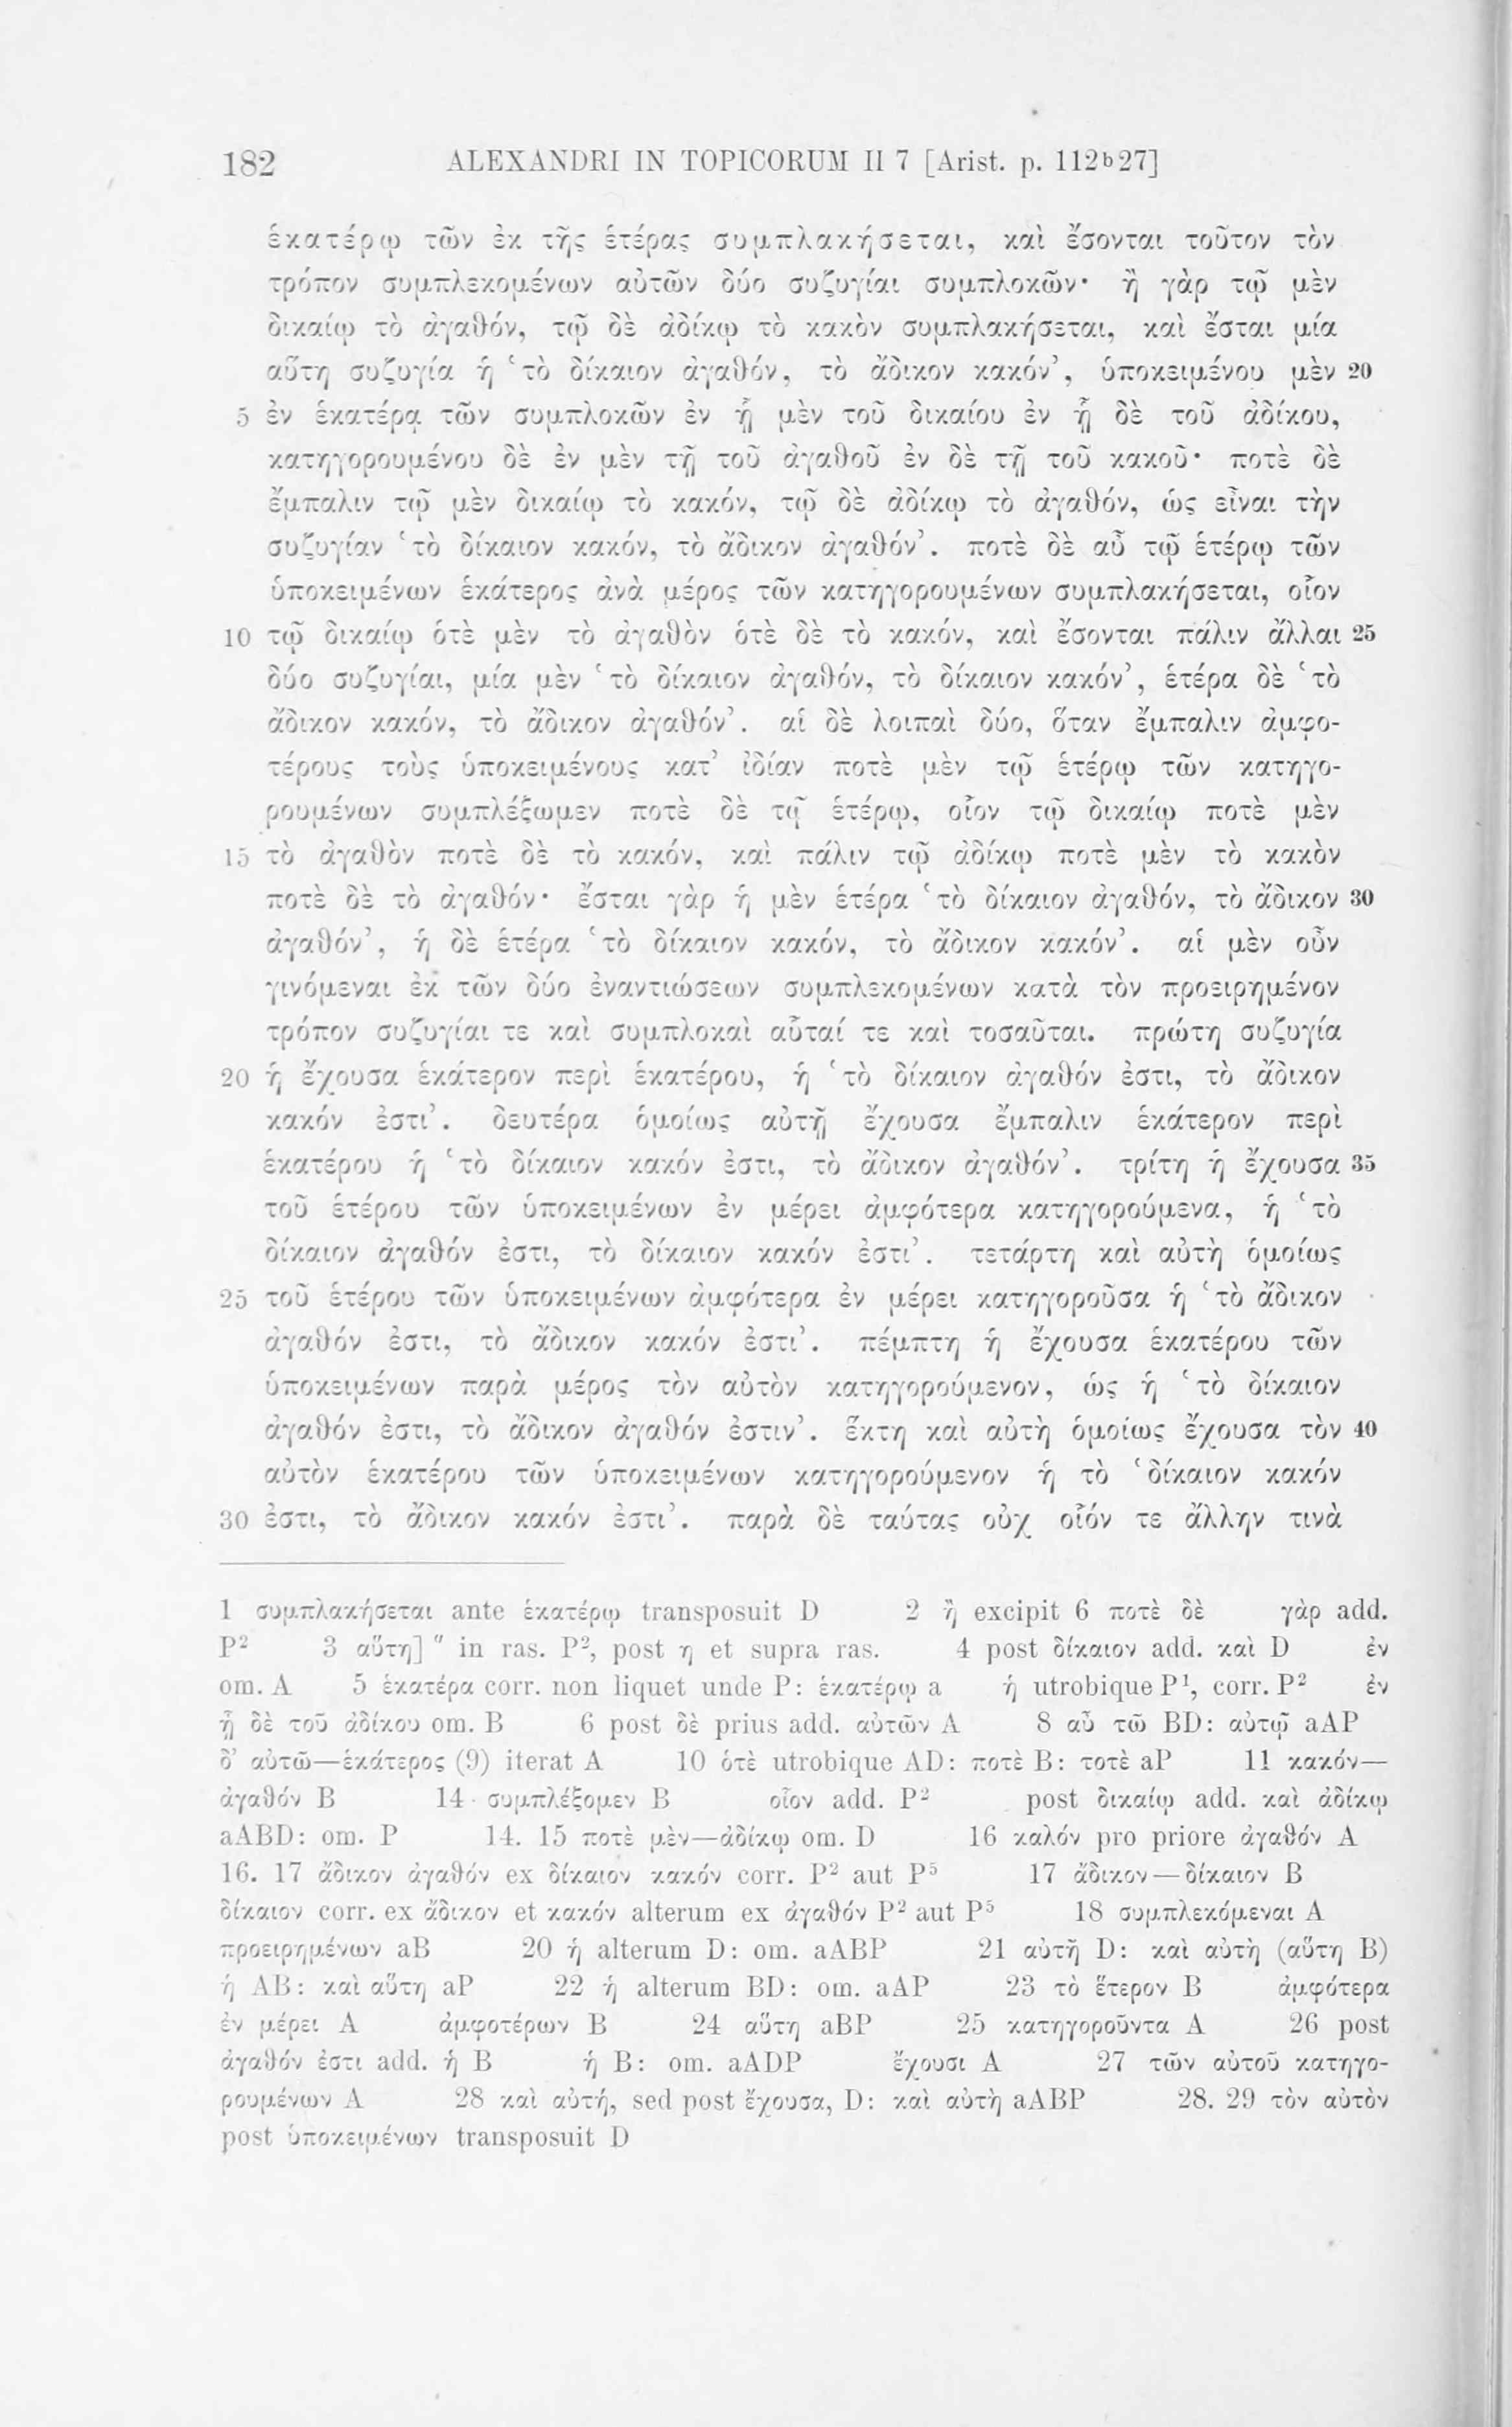 182 ALEXANDRI IN TOPICORUM II 7 [Arist. p. 112b27]
ἑκατέρῳ τῶν ἐκ τῆς ἑτέρας συμπλακήσεται, καὶ ἔσονται τοῦτον τὸν
τρόπον συμπλεκομένων αὐτῶν δύο συζυγίαι συμπλοκῶν· ἢ γὰρ τῷ μὲν
δικαίῳ τὸ ἀγαθόν, τῷ δὲ ἀδίκῳ τὸ κακὸν συμπλακήσεται, καὶ ἔσται μία
αὕτη συζυγία ἡ ‘τὸ δίκαιον ἀγαθόν, τὸ ἄδικον κακόν’, ὑποκειμένου μὲν 20
5 ἐν ἑκατέρᾳ τῶν συμπλοκῶν ἐν ᾗ μὲν τοῦ δικαίου ἐν ᾗ δὲ τοῦ ἀδίκου,
κατηγορουμένου δὲ ἐν μὲν τῇ τοῦ ἀγαθοῦ ἐν δὲ τῇ τοῦ κακοῦ· ποτὲ δὲ
ἔμπαλιν τῷ μὲν δικαίῳ τὸ κακόν, τῷ δὲ ἀδίκῳ τὸ ἀγαθόν, ὡς εἶναι τὴν
συζυγίαν ‘τὸ δίκαιον κακόν, τὸ ἄδικον ἀγαθόν’. ποτὲ δὲ αὖ τῷ ἑτέρῳ τῶν
ὑποκειμένων ἑκάτερος ἀνὰ μέρος τῶν κατηγορουμένων συμπλακήσεται, οἷον
10 τῷ δικαίῳ ὁτὲ μὲν τὸ ἀγαθὸν ὁτὲ δὲ τὸ κακόν, καὶ ἔσονται πάλιν ἄλλαι 25
δύο συζυγίαι, μία μὲν ‘τὸ δίκαιον ἀγαθόν, τὸ δίκαιον κακόν’, ἑτέρα δὲ ‘τὸ
ἄδικον κακόν, τὸ ἄδικον ἀγαθόν’. αἱ δὲ λοιπαὶ δύο, ὅταν ἔμπαλιν ἀμφο-
τέρους τοὺς ὑποκειμένους κατ’ ἰδίαν ποτὲ μὲν τῷ ἑτέρῳ τῶν κατηγο-
ρουμένων συμπλέξωμεν ποτὲ δὲ τῷ ἑτέρῳ, οἷον τῷ δικαίῳ ποτὲ μὲν
15 τὸ ἀγαθὸν ποτὲ δὲ τὸ κακόν, καὶ πάλιν τῷ ἀδίκῳ ποτὲ μὲν τὸ κακὸν
ποτὲ δὲ τὸ ἀγαθόν· ἔσται γὰρ ἡ μὲν ἑτέρα ‘τὸ δίκαιον ἀγαθόν, τὸ ἄδικον 30
ἀγαθόν’, ἡ δὲ ἑτέρα ‘τὸ δίκαιον κακόν, τὸ ἄδικον κακόν’. αἱ μὲν οὖν
γινόμεναι ἐκ τῶν δύο ἐναντιώσεων συμπλεκομένων κατὰ τὸν προειρημένον
τρόπον συζυγίαι τε καὶ συμπλοκαὶ αὗταί τε καὶ τοσαῦται. πρώτη συζυγία
20 ἡ ἔχουσα ἑκάτερον περὶ ἑκατέρου, ἡ ‘τὸ δίκαιον ἀγαθόν ἐστι, τὸ ἄδικον
κακόν ἐστι’. δευτέρα ὁμοίως αὐτῇ ἔχουσα ἔμπαλιν ἑκάτερον περὶ
ἑκατέρου ἡ ‘τὸ δίκαιον κακόν ἐστι, τὸ ἄδικον ἀγαθόν’. τρίτη ἡ ἔχουσα 35
τοῦ ἑτέρου τῶν ὑποκειμένων ἐν μέρει ἀμφότερα κατηγορούμενα, ἡ ‘τὸ
δίκαιον ἀγαθόν ἐστι, τὸ δίκαιον κακόν ἐστι’. τετάρτη καὶ αὐτὴ ὁμοίως
25 τοῦ ἑτέρου τῶν ὑποκειμένων ἀμφότερα ἐν μέρει κατηγοροῦσα ἡ ‘τὸ ἄδικον
ἀγαθόν ἐστι, τὸ ἄδικον κακόν ἐστι’. πέμπτη ἡ ἔχουσα ἑκατέρου τῶν
ὑποκειμένων παρὰ μέρος τὸν αὐτὸν κατηγορούμενον, ὡς ἡ ‘τὸ δίκαιον
ἀγαθόν ἐστι, τὸ ἄδικον ἀγαθόν ἐστιν’. ἕκτη καὶ αὐτὴ ὁμοίως ἔχουσα τὸν 40
αὐτὸν ἑκατέρου τῶν ὑποκειμένων κατηγορούμενον ἡ τὸ ‘δίκαιον κακόν
30 ἐστι, τὸ ἄδικον κακόν ἐστι’. παρὰ δὲ ταύτας οὐχ οἷόν τε ἄλλην τινὰ
1 συμπλακήσεται ante ἑκατέρῳ transposuit D 2 ἢ excipit 6 ποτὲ δὲ γὰρ add.
P² 3 αὕτη] ῞ in ras. P², post η et supra ras. 4 post δίκαιον add. καὶ D ἐν
om. A 5 ἑκατέρα corr. non liquet unde P: ἑκατέρῳ a ἡ utrobique P¹, corr. P² ἐν
ᾗ δὲ τοῦ ἀδίκου om. B 6 post δὲ prius add. αὐτῶν A 8 αὖ τῶ BD: αὐτῷ aAP
δ’ αὐτῶ—ἑκάτερος (9) iterat A 10 ὁτὲ utrobique AD: ποτὲ B: τοτὲ aP 11 κακόν—
ἀγαθόν B 14 συμπλέξομεν B οἷον add. P² post δικαίῳ add. καὶ ἀδίκῳ
aABD: om. P 14. 15 ποτὲ μὲν—ἀδίκῳ om. D 16 καλόν pro priore ἀγαθόν A
16. 17 ἄδικον ἀγαθόν ex δίκαιον κακόν corr. P² aut P⁵ 17 ἄδικον—δίκαιον B
δίκαιον corr. ex ἄδικον et κακόν alterum ex ἀγαθόν P² aut P⁵ 18 συμπλεκόμεναι A
προειρημένων aB 20 ἡ alterum D: om. aABP 21 αὐτῇ D: καὶ αὐτὴ (αὕτη B)
ἡ AB: καὶ αὕτη aP 22 ἡ alterum BD: om. aAP 23 τὸ ἕτερον B ἀμφότερα
ἐν μέρει A ἀμφοτέρων B 24 αὕτη aBP 25 κατηγοροῦντα A 26 post
ἀγαθόν ἐστι add. ἡ B ἡ B: om. aADP ἔχουσι A 27 τῶν αὐτοῦ κατηγο-
ρουμένων A 28 καὶ αὐτή, sed post ἔχουσα, D: καὶ αὐτὴ aABP 28. 29 τὸν αὐτὸν
post ὑποκειμένων transposuit D